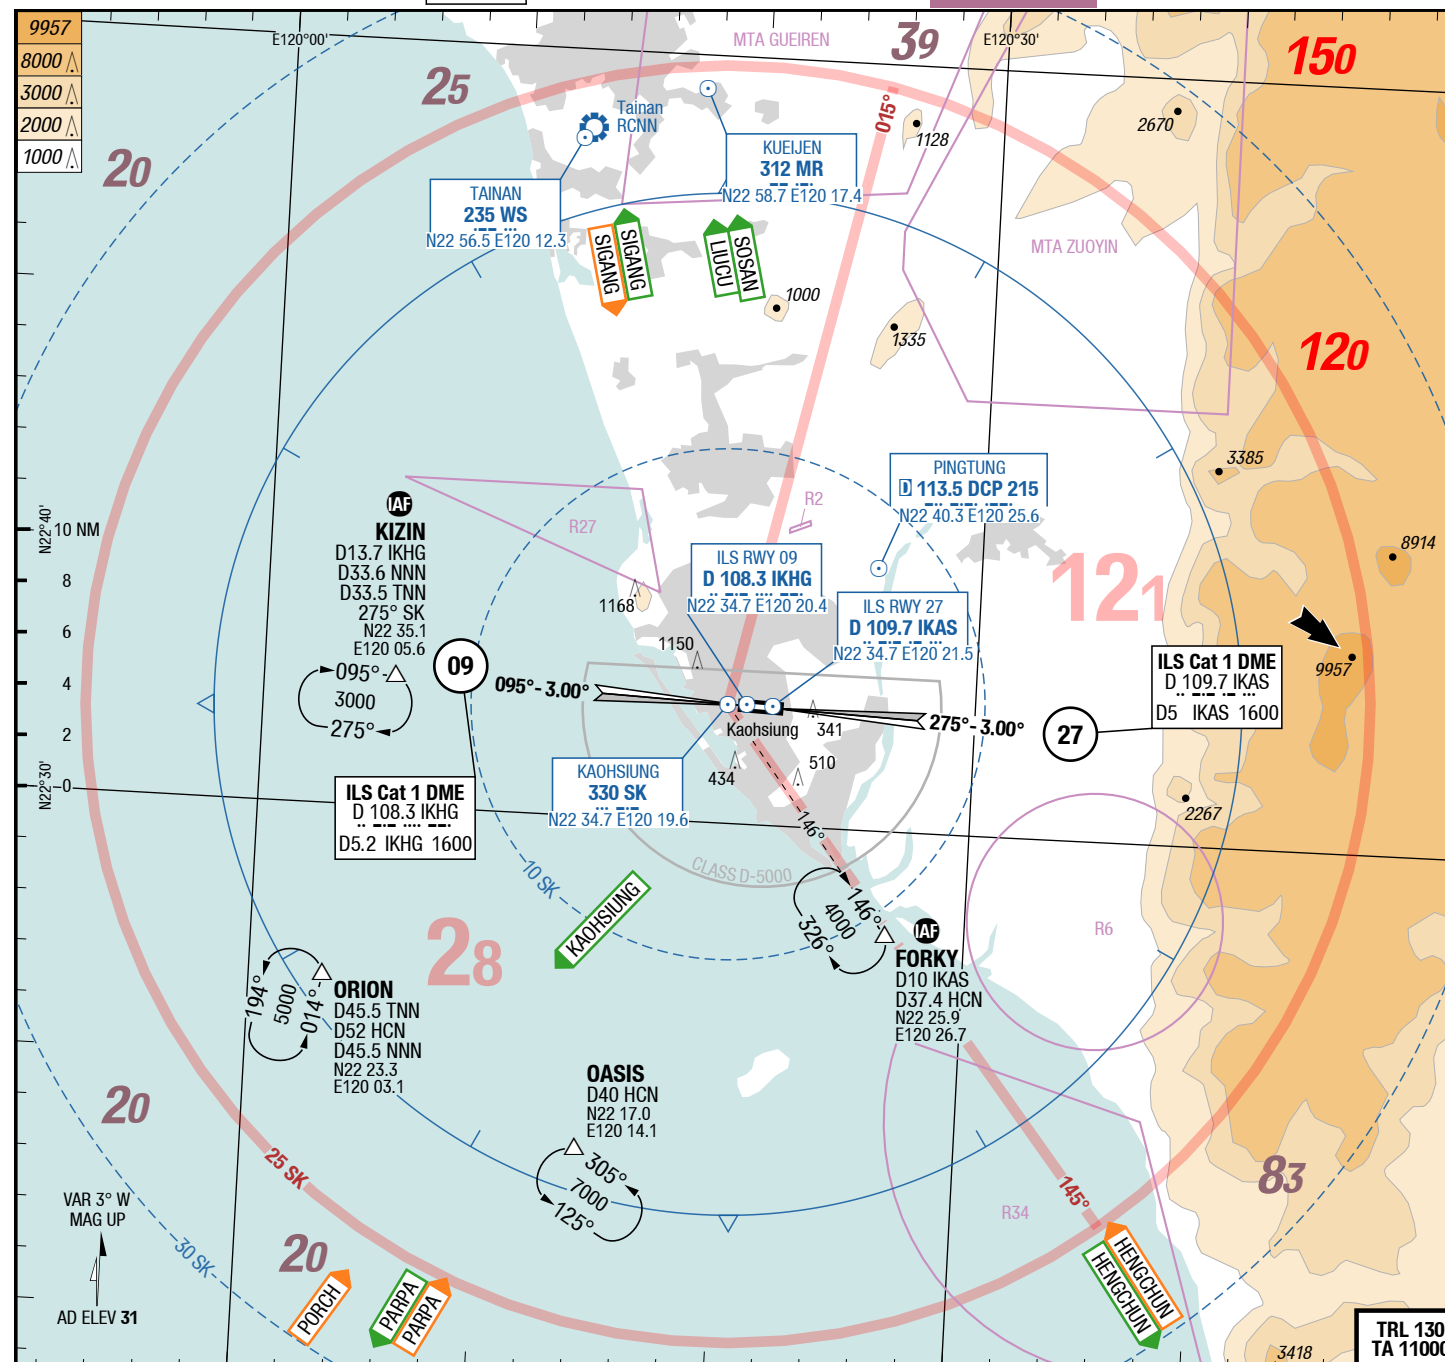 9957
8000
3000
2000
1000
E120°00'
MTA GUEIREN
39
E120°30'
150
25
20
Tainan
RCNN
015°
1128
2670
KUEIJEN
312 MR
N22 58.7 E120 17.4
TAINAN
235 WS
N22 56.5 E120 12.3
SIGANG
SIGANG
LIUCU
SOSAN
MTA ZUOYIN
1000
1335
120
3385
PINGTUNG
D 113.5 DCP 215
N22 40.3 E120 25.6
R2
R27
IAF
KIZIN
D13.7 IKHG
D33.6 NNN
D33.5 TNN
275° SK
N22 35.1
E120 05.6
095°
3000
275°
N22°40'
10 NM
8
6
4
2
0
N22°30'
ILS RWY 09
D 108.3 IKHG
N22 34.7 E120 20.4
ILS RWY 27
D 109.7 IKAS
N22 34.7 E120 21.5
121
8914
9957
1168
1150
09
095°-3.00°
275°-3.00°
27
ILS Cat 1 DME
D 109.7 IKAS
D5 IKAS 1600
Kaohsiung
341
434
510
KAOHSIUNG
330 SK
N22 34.7 E120 19.6
ILS Cat 1 DME
D 108.3 IKHG
D5.2 IKHG 1600
2267
146°
CLASS D-5000
10 SK
KAOHSIUNG
28
146°
4000
326°
IAF
FORKY
D10 IKAS
D37.4 HCN
N22 25.9
E120 26.7
R6
194°
5000
014°
ORION
D45.5 TNN
D52 HCN
D45.5 NNN
N22 23.3
E120 03.1
OASIS
D40 HCN
N22 17.0
E120 14.1
305°
7000
125°
20
25 SK
145°
83
R34
VAR 3° W
MAG UP
30 SK
20
AD ELEV 31
PORCH
PARPA
PARPA
HENGCHUN
HENGCHUN
3418
TRL 130
TA 11000